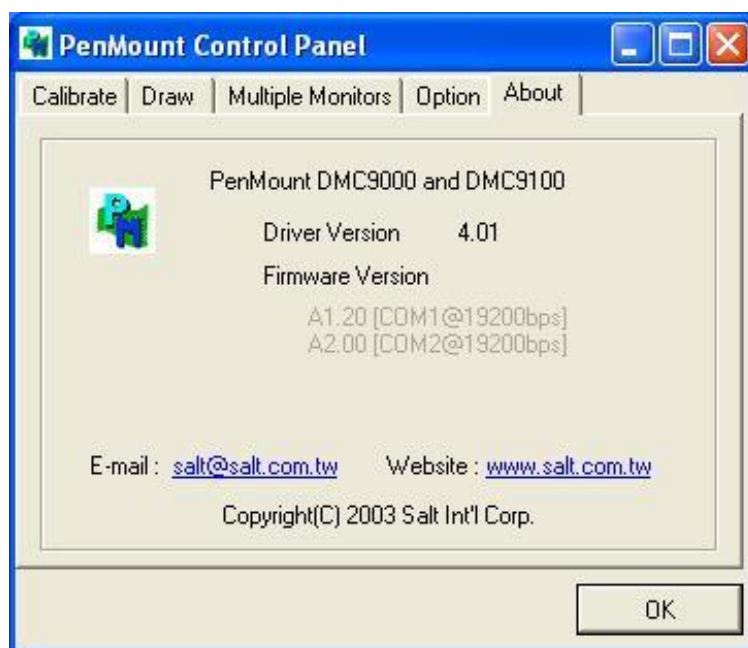 PenMount Control Panel
Calibrate Draw Multiple Monitors Option About
PenMount DMC9000 and DMC9100
Driver Version 4.01
Firmware Version
A1.20 [COM1@19200bps]
A2.00 [COM2@19200bps]
E-mail : salt@salt.com.tw Website : www.salt.com.tw
Copyright(C) 2003 Salt Int'l Corp.
OK